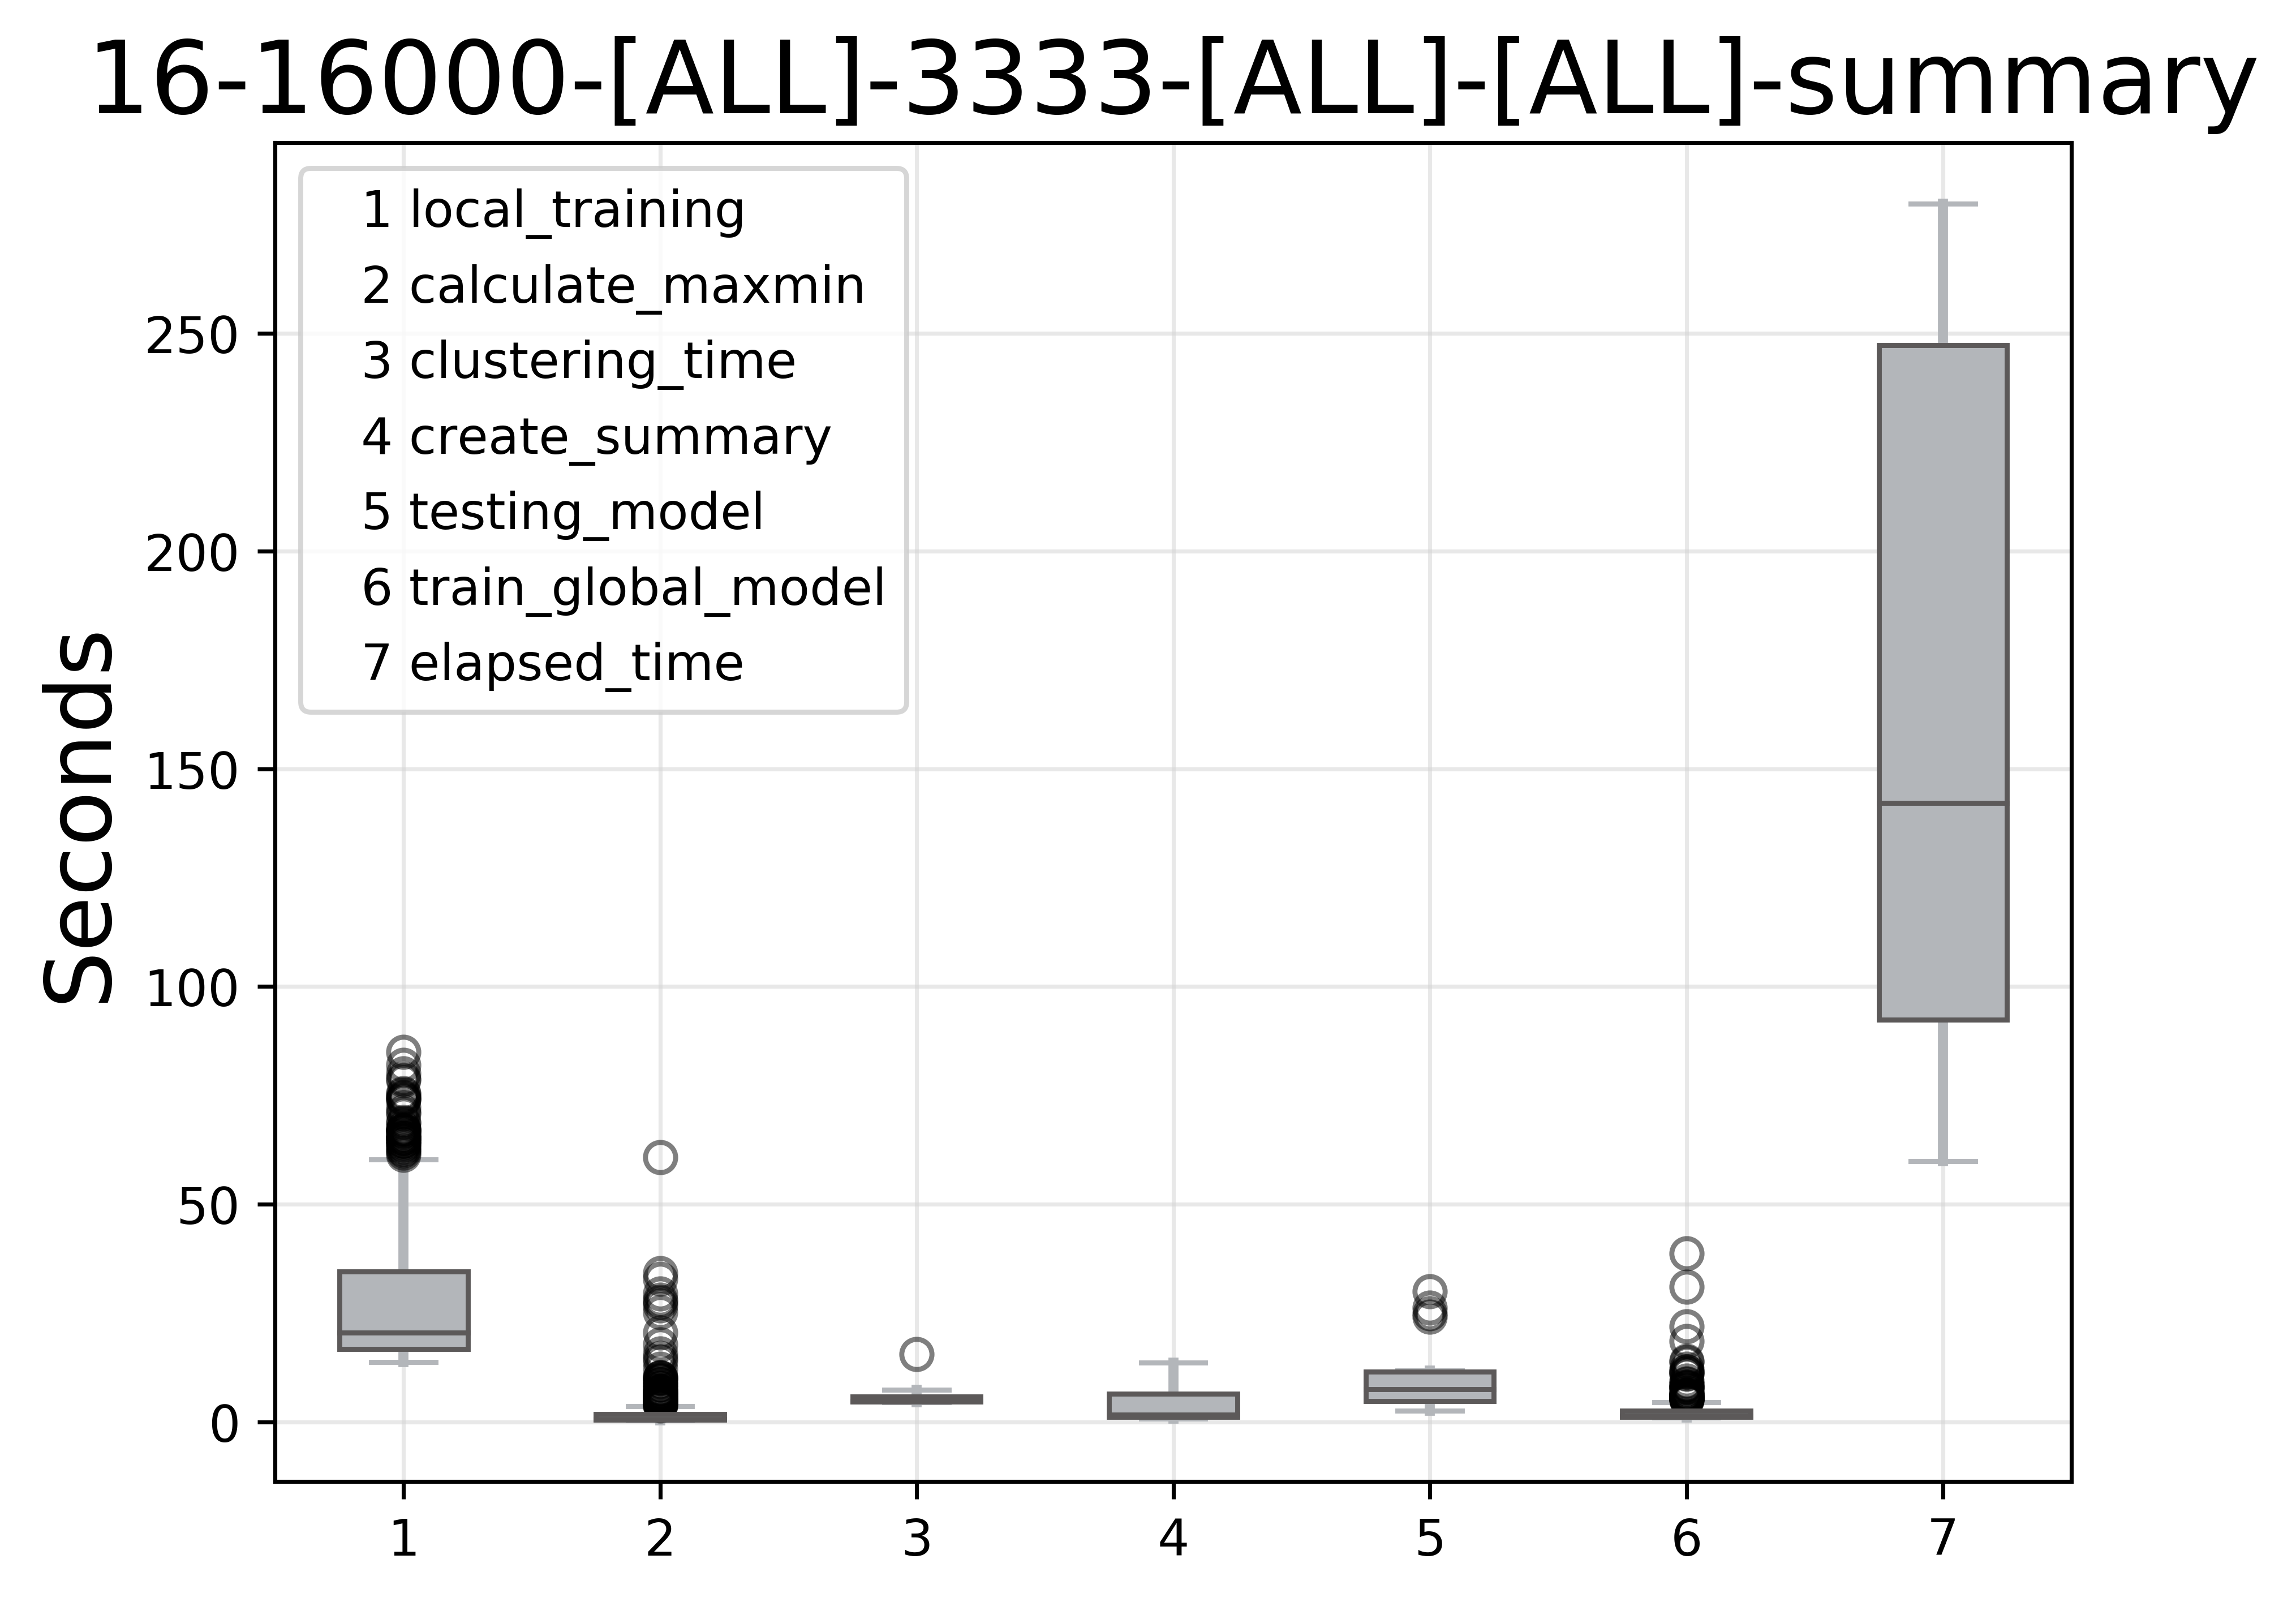 16-16000-[ALL]-3333-[ALL]-[ALL]-summary
1 local_training
2 calculate_maxmin
3 clustering_time
4 create_summary
5 testing_model
6 train_global_model
7 elapsed_time
Seconds
250
200
150
100
50
0
1 2 3 4 5 6 7